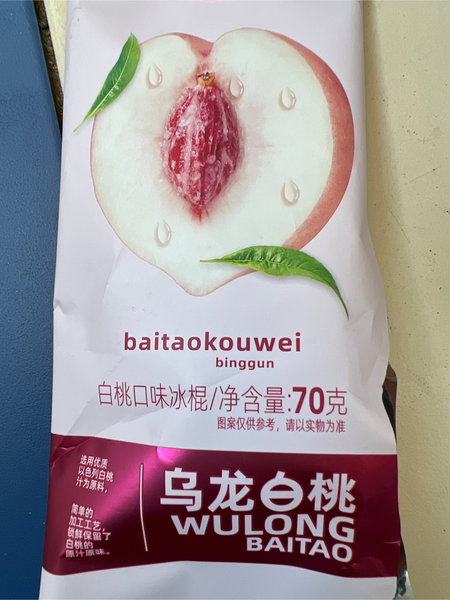 baitaokouwei
binggun
白桃口味冰棍/净含量:70克
图案仅供参考，请以实物为准
选用优质
以色列白桃
汁为原料，
简单的
加工工艺，
锁鲜保留了
白桃的
原汁原味。
乌龙白桃
WULONG
BAITAO